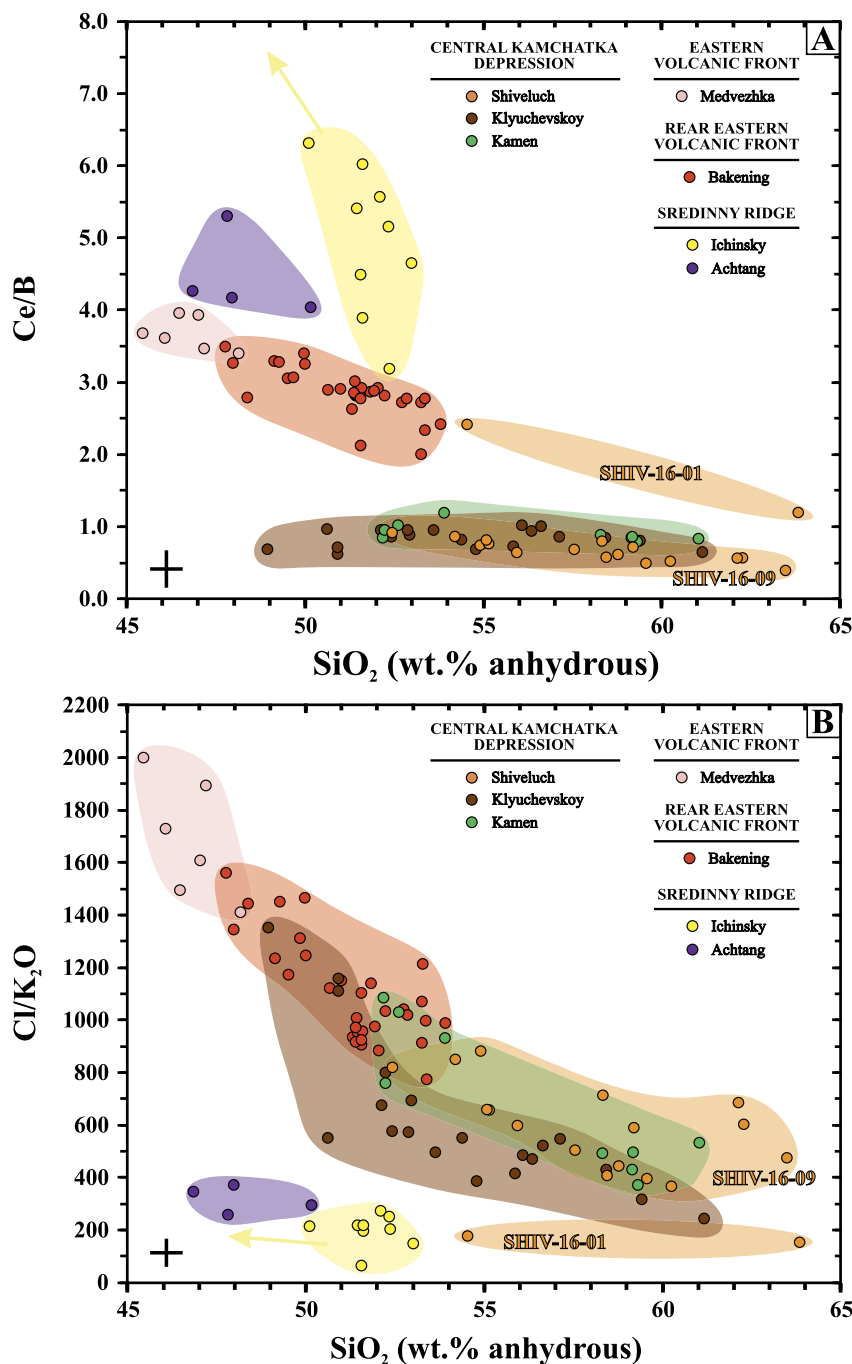 A
8.0
7.0
6.0
5.0
4.0
3.0
2.0
1.0
0.0
Ce/B
CENTRAL KAMCHATKA
DEPRESSION
Shiveluch
Klyuchevskoy
Kamen
EASTERN
VOLCANIC FRONT
Medvezhka
REAR EASTERN
VOLCANIC FRONT
Bakening
SREDINNY RIDGE
Ichinsky
Achtang
SHIV-16-01
SHIV-16-09
45 50 55 60 65
SiO₂ (wt.% anhydrous)
B
2200
2000
1800
1600
1400
1200
1000
800
600
400
200
0
Cl/K₂O
CENTRAL KAMCHATKA
DEPRESSION
Shiveluch
Klyuchevskoy
Kamen
EASTERN
VOLCANIC FRONT
Medvezhka
REAR EASTERN
VOLCANIC FRONT
Bakening
SREDINNY RIDGE
Ichinsky
Achtang
SHIV-16-09
SHIV-16-01
45 50 55 60 65
SiO₂ (wt.% anhydrous)